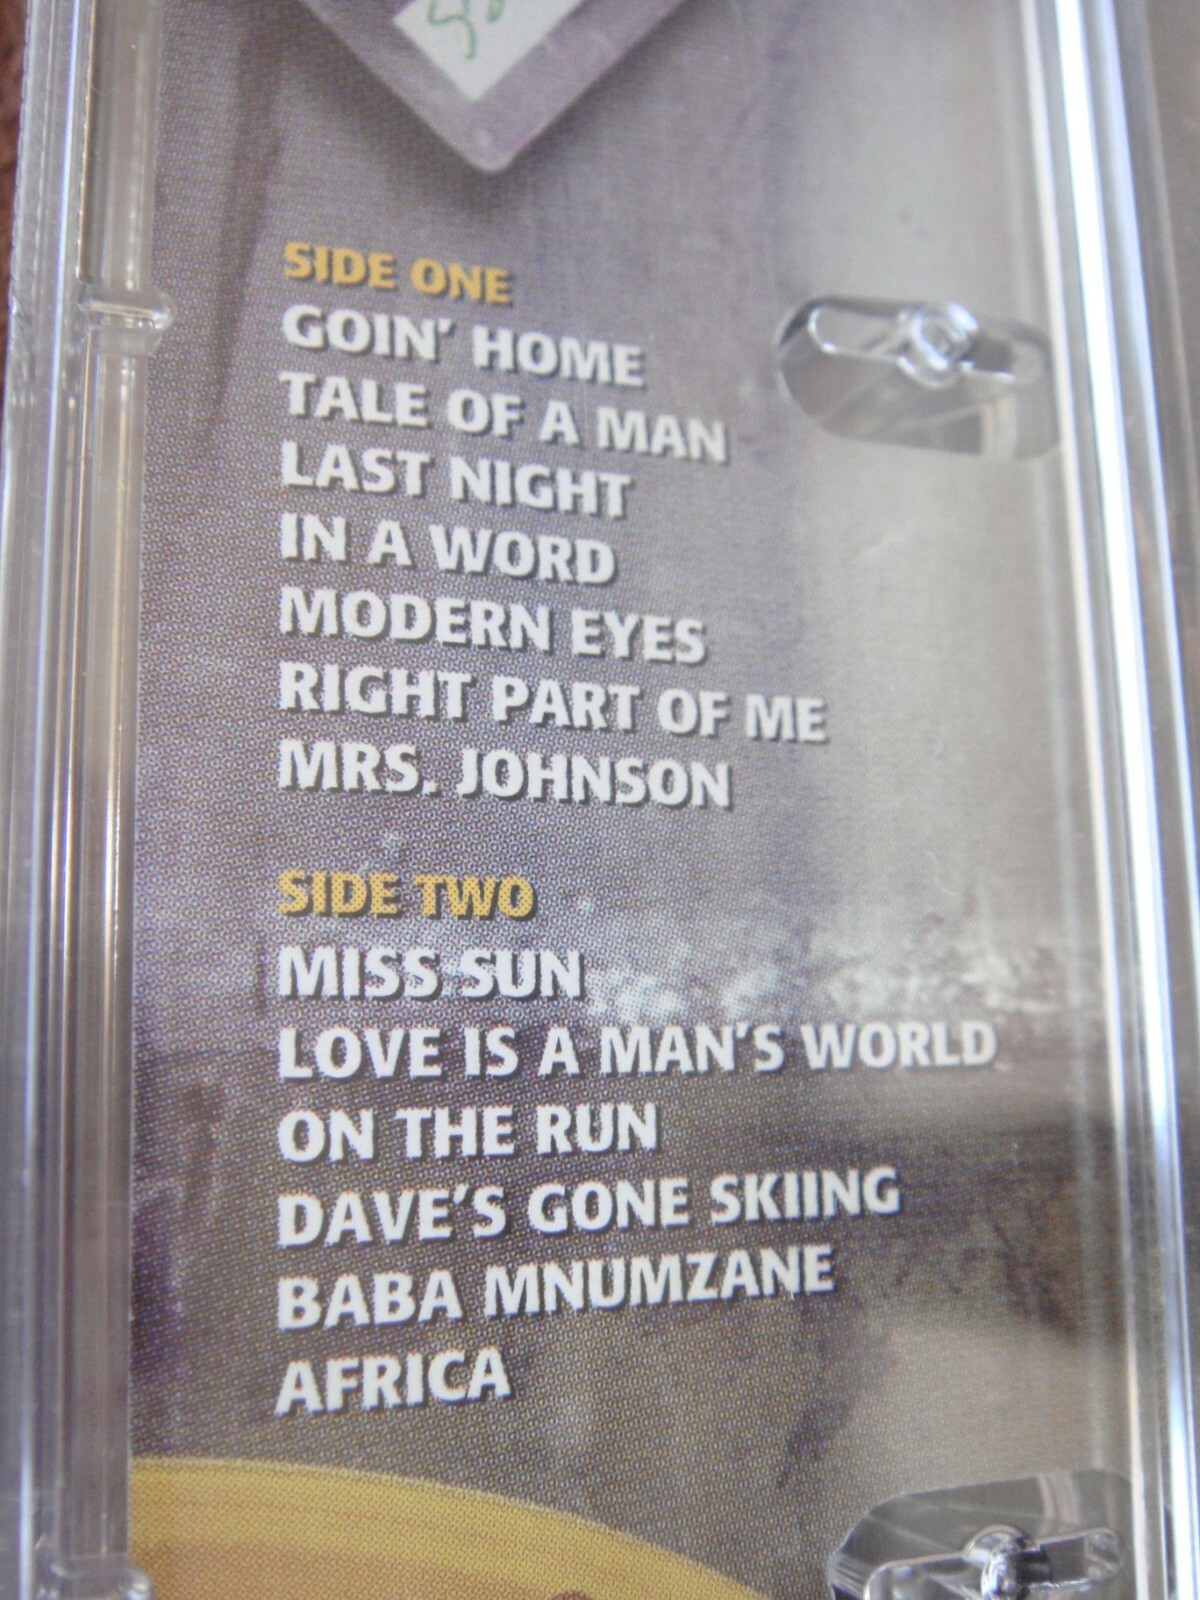 SIDE ONE
GOIN' HOME
TALE OF A MAN
LAST NIGHT
IN A WORD
MODERN EYES
RIGHT PART OF ME
MRS. JOHNSON
SIDE TWO
MISS SUN
LOVE IS A MAN'S WORLD
ON THE RUN
DAVE'S GONE SKIING
BABA MNUMZANE
AFRICA